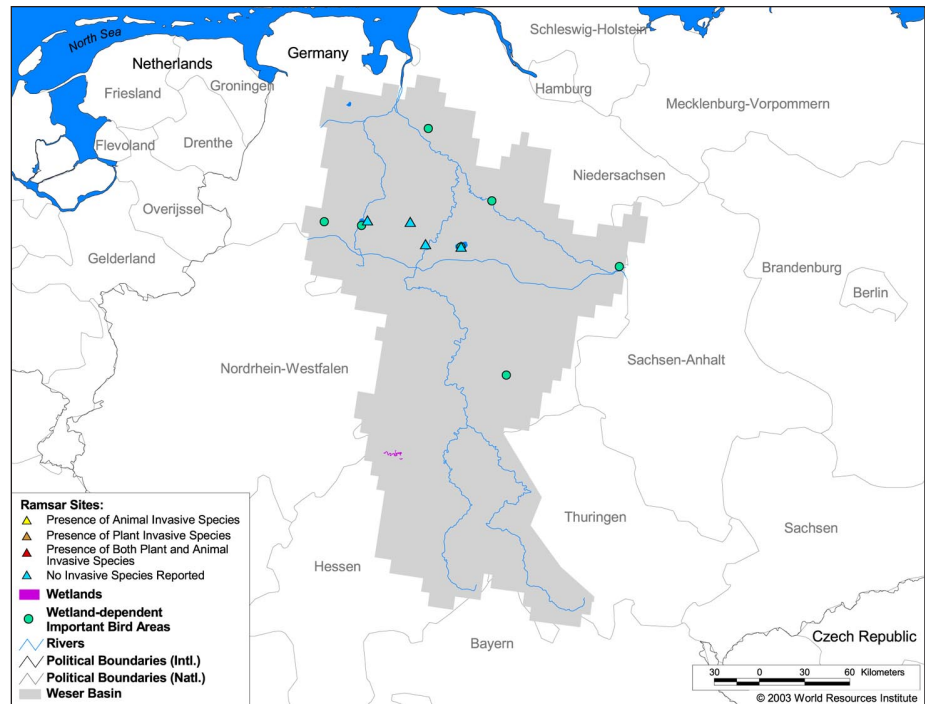 North Sea
Germany
Schleswig-Holstein
Netherlands
Groningen
Friesland
Hamburg
Mecklenburg-Vorpommern
Flevoland
Drenthe
Niedersachsen
Overijssel
Gelderland
Brandenburg
Berlin
Nordrhein-Westfalen
Sachsen-Anhalt
Thuringen
Sachsen
Hessen
Bayern
Czech Republic
Ramsar Sites:
Presence of Animal Invasive Species
Presence of Plant Invasive Species
Presence of Both Plant and Animal
Invasive Species
No Invasive Species Reported
Wetlands
Wetland-dependent
Important Bird Areas
Rivers
Political Boundaries (Intl.)
Political Boundaries (Natl.)
Weser Basin
30 0 30 60 Kilometers
© 2003 World Resources Institute